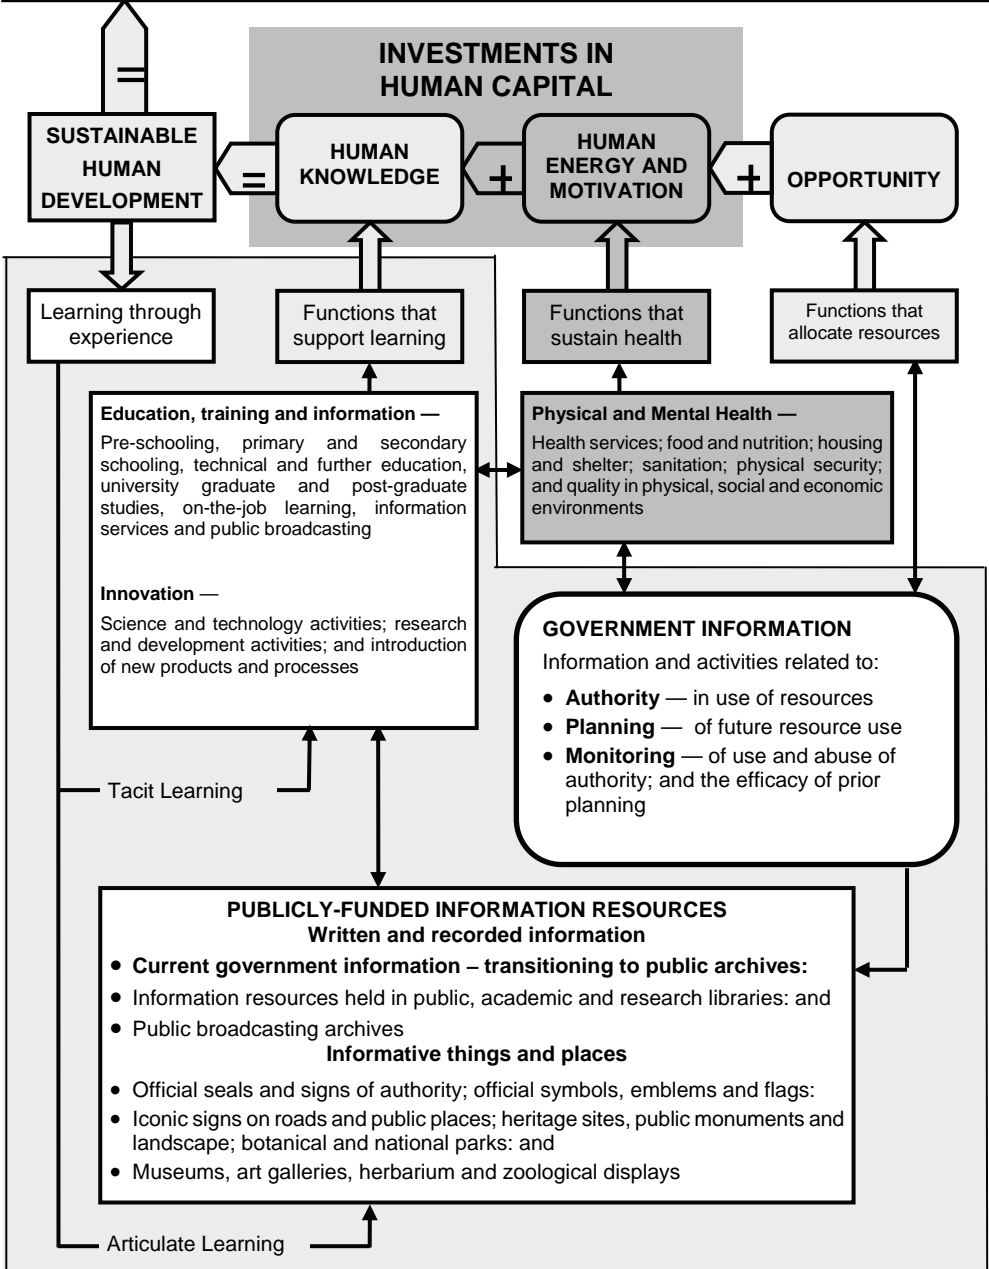 INVESTMENTS IN
HUMAN CAPITAL
=
SUSTAINABLE
HUMAN
DEVELOPMENT
=
HUMAN
KNOWLEDGE
+
HUMAN
ENERGY AND
MOTIVATION
+
OPPORTUNITY
Learning through
experience
Functions that
support learning
Functions that
sustain health
Functions that
allocate resources
Education, training and information —
Pre-schooling, primary and secondary
schooling, technical and further education,
university graduate and post-graduate
studies, on-the-job learning, information
services and public broadcasting
Innovation —
Science and technology activities; research
and development activities; and introduction
of new products and processes
Physical and Mental Health —
Health services; food and nutrition; housing
and shelter; sanitation; physical security;
and quality in physical, social and economic
environments
GOVERNMENT INFORMATION
Information and activities related to:
• Authority — in use of resources
• Planning — of future resource use
• Monitoring — of use and abuse of
authority; and the efficacy of prior
planning
Tacit Learning
PUBLICLY-FUNDED INFORMATION RESOURCES
Written and recorded information
• Current government information – transitioning to public archives:
• Information resources held in public, academic and research libraries: and
• Public broadcasting archives
Informative things and places
• Official seals and signs of authority; official symbols, emblems and flags:
• Iconic signs on roads and public places; heritage sites, public monuments and
landscape; botanical and national parks: and
• Museums, art galleries, herbarium and zoological displays
Articulate Learning